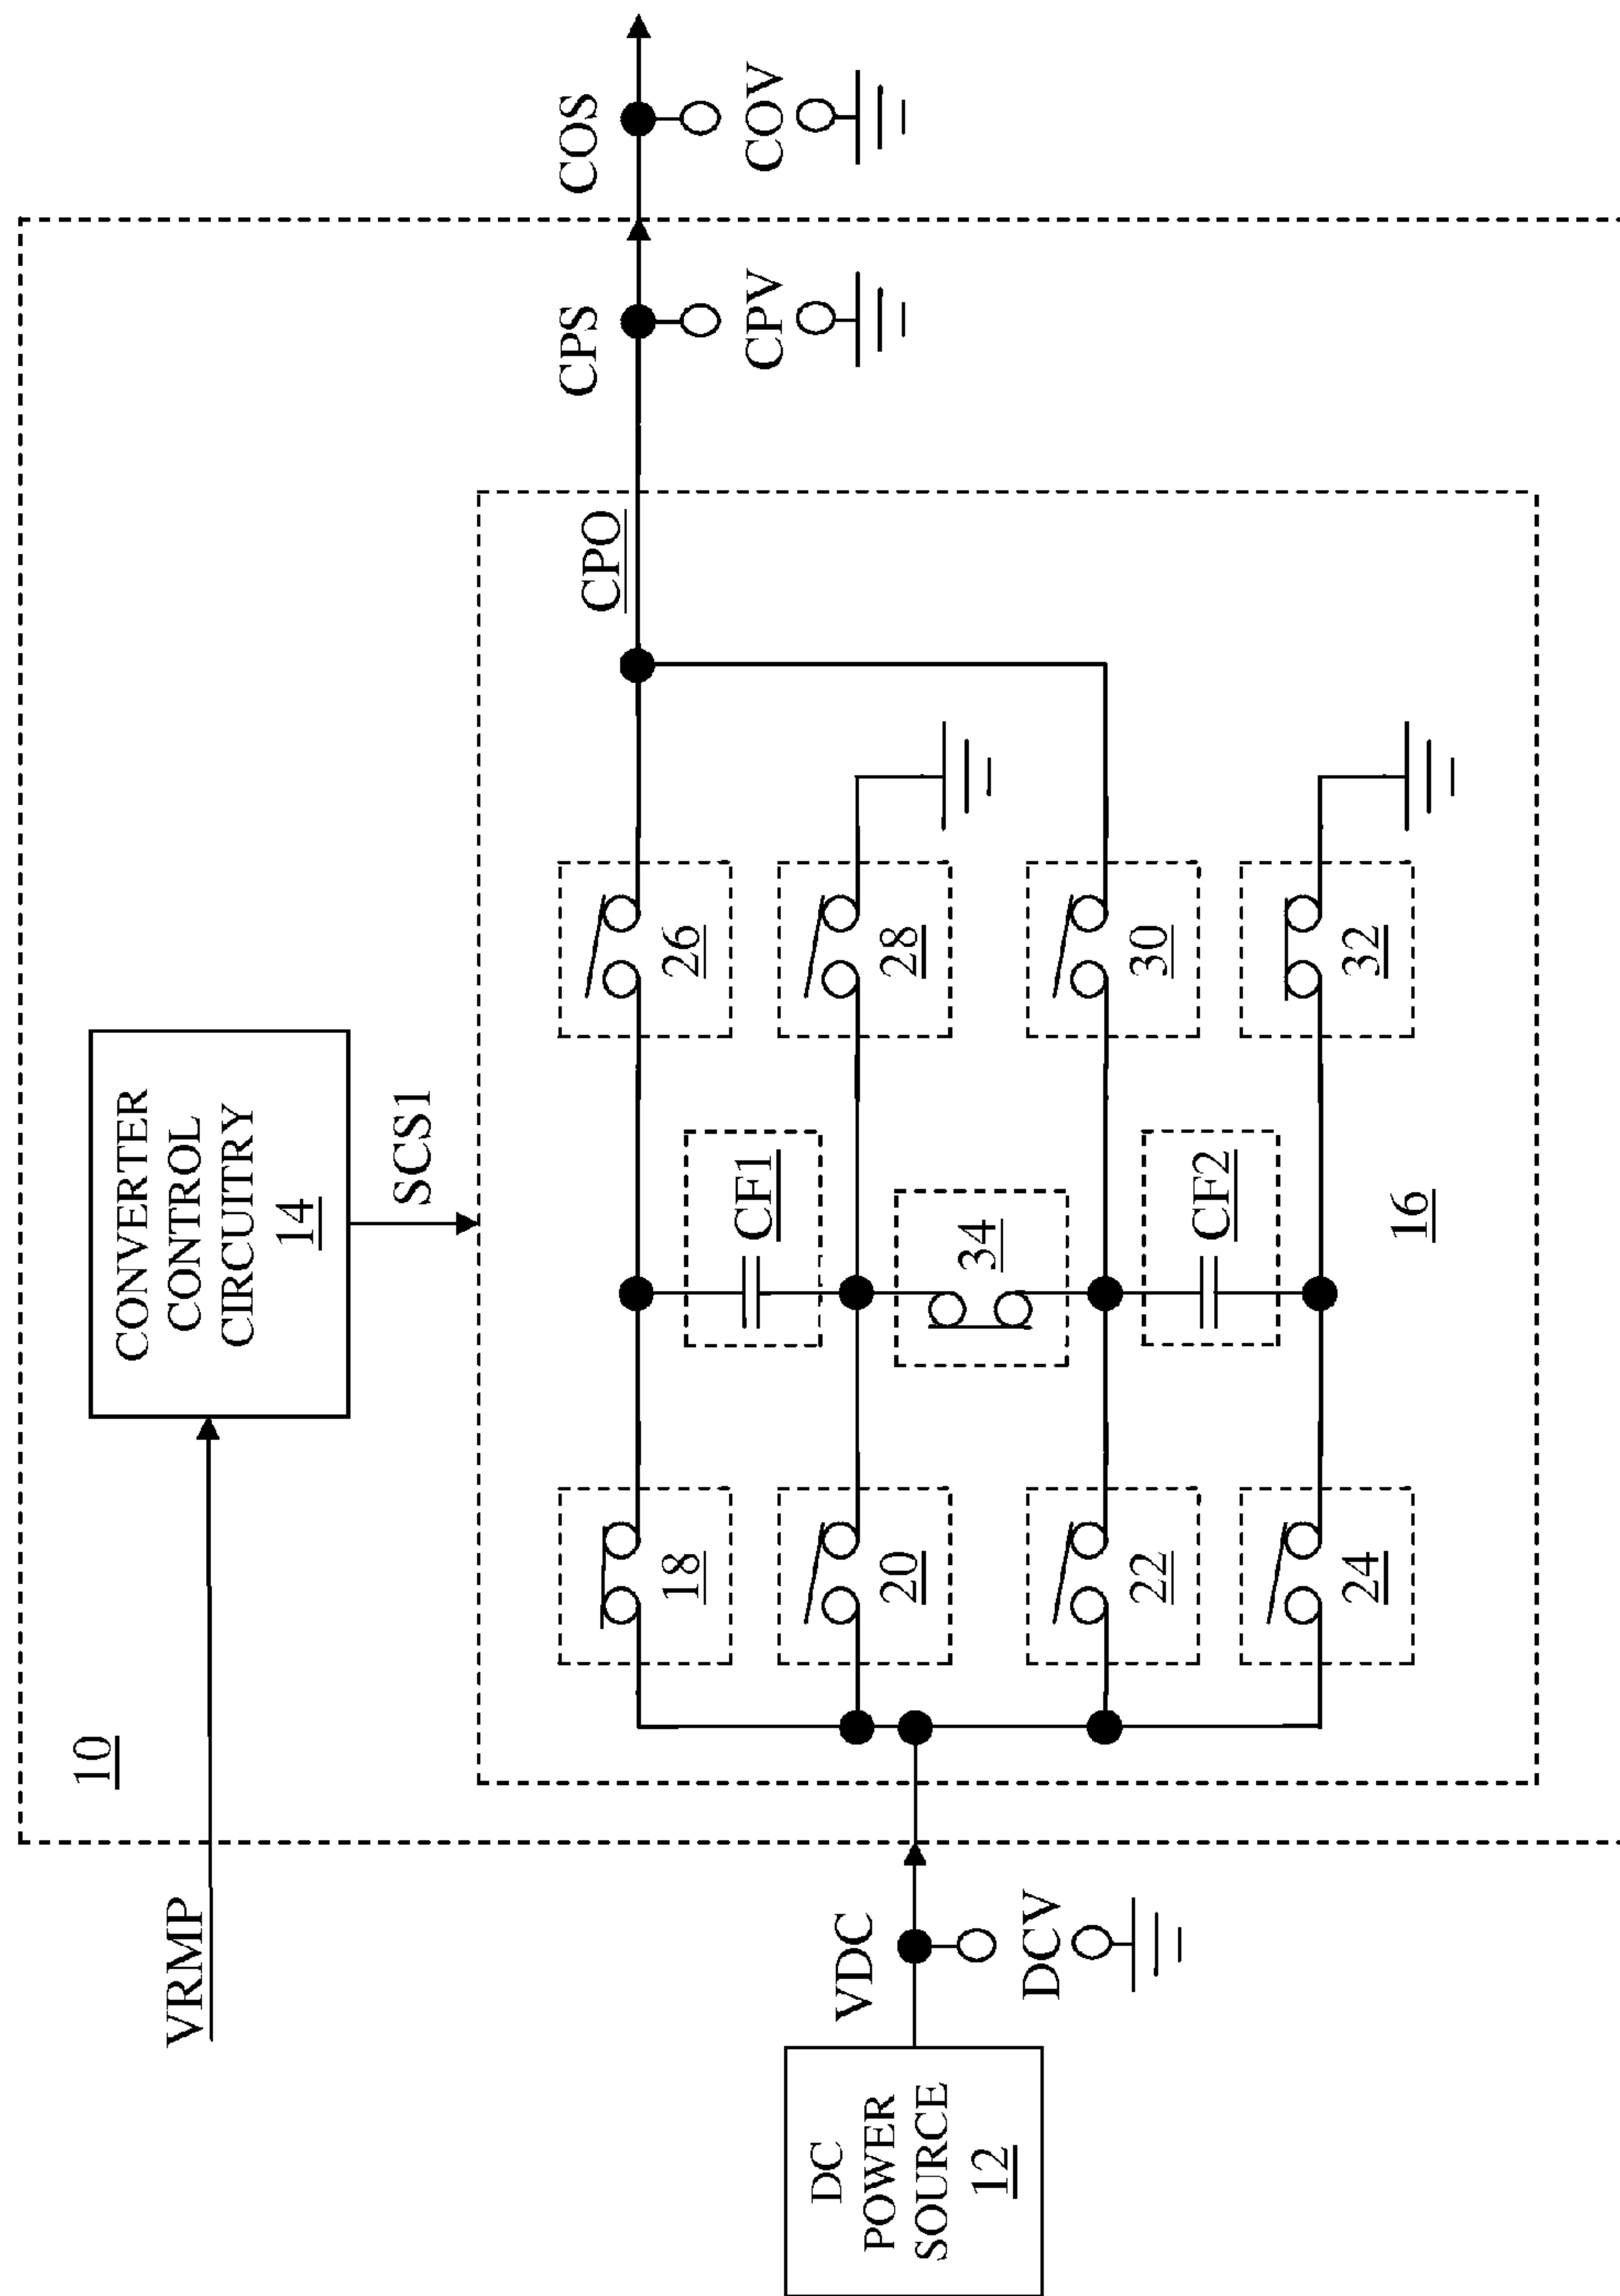 10
VRMP
CONVERTER
CONTROL
CIRCUITRY
14
SCS1
DC
POWER
SOURCE
12
VDC
DCV
18
20
22
24
CF1
34
CF2
16
26
28
30
32
CPO
CPS
CPV
COS
COV